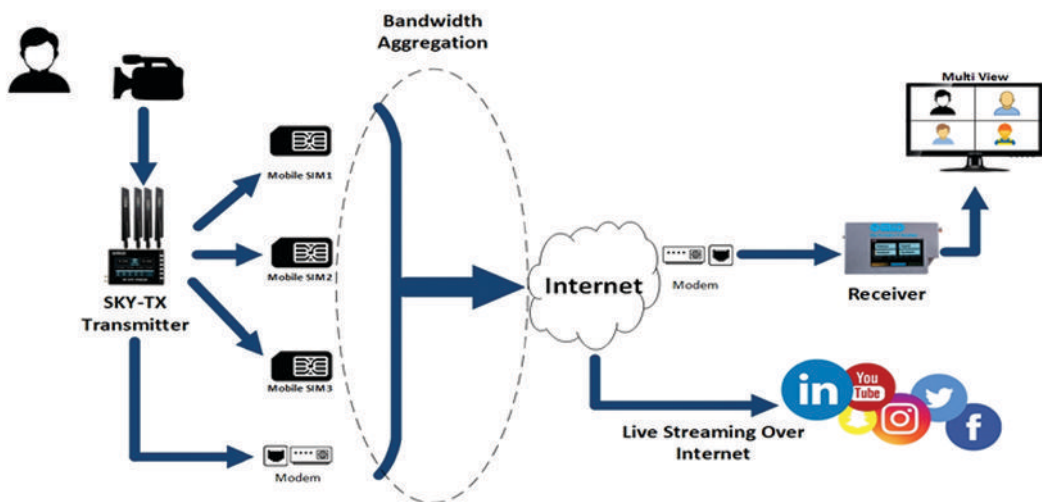 Bandwidth
Aggregation
Multi View
Mobile SIM1
Mobile SIM2
SKY-TX
Transmitter
Internet
Modem
Receiver
Mobile SIM3
in
You
Tube
f
Live Streaming Over
Internet
Modem